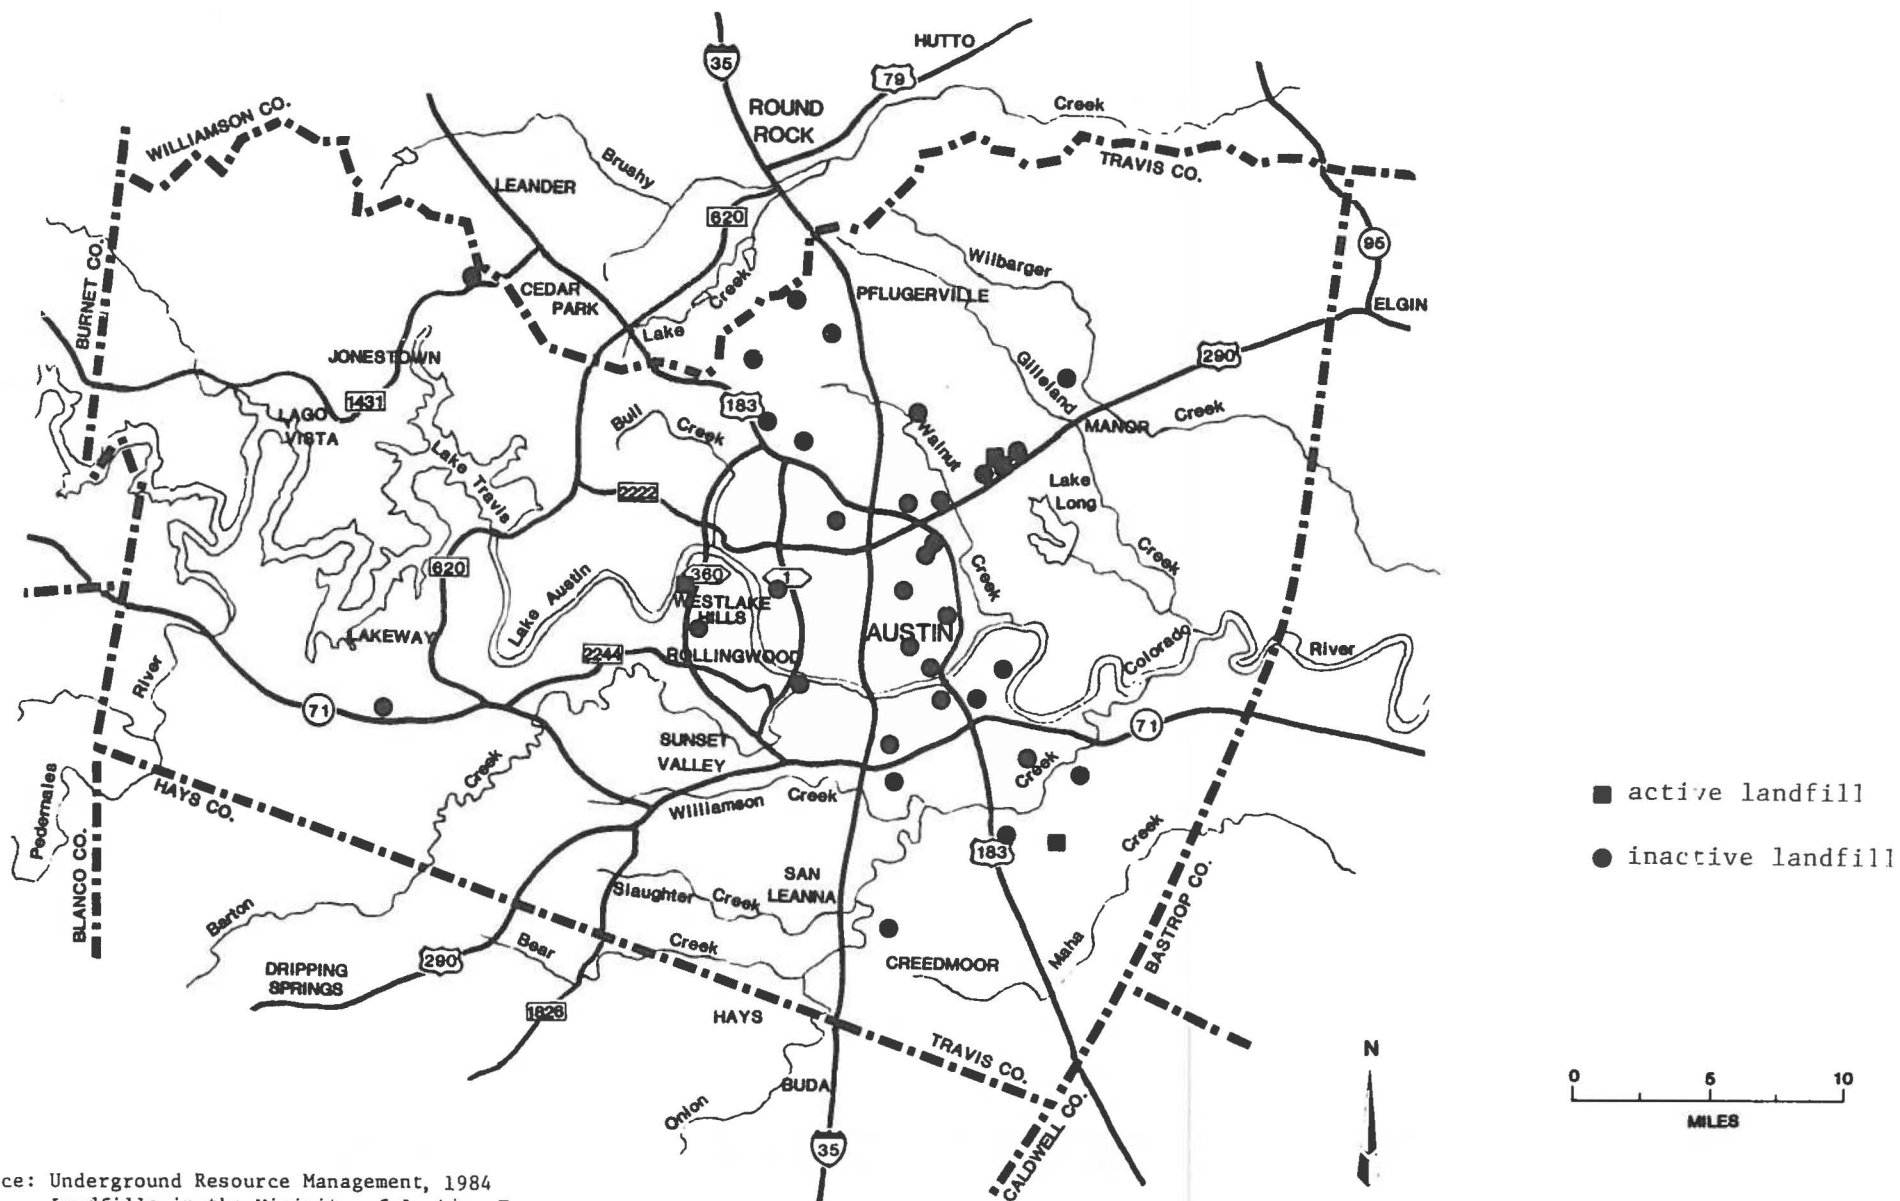 35
HUTTO
79
ROUND
ROCK
Creek
WILLIAMSON CO.
TRAVIS CO.
Brushy
LEANDER
620
95
BURNET CO.
Wilbarger
CEDAR
PARK
Creek
Lake
PFLUGERVILLE
ELGIN
JONESTOWN
290
Gilleland
1431
183
LAGO
VISTA
Bull
Creek
MANOR
Creek
Walnut
Lake Travis
Lake
Long
2222
Creek
Creek
620
360
1
Lake Austin
WESTLAKE
HILLS
LAKEWAY
AUSTIN
2244
ROLLINGWOOD
Colorado
River
River
71
71
SUNSET
VALLEY
Creek
Creek
Pedernales
HAYS CO.
Williamson
Creek
active landfill
inactive landfill
183
Creek
BLANCO CO.
SAN
LEANNA
Slaughter
Creek
BASTROP CO.
Barton
Bear
Creek
290
DRIPPING
SPRINGS
CREEDMOOR
Maha
1826
HAYS
TRAVIS CO.
N
0 5 10
MILES
BUDA
Onion
CALDWELL CO.
35
ce: Underground Resource Management, 1984